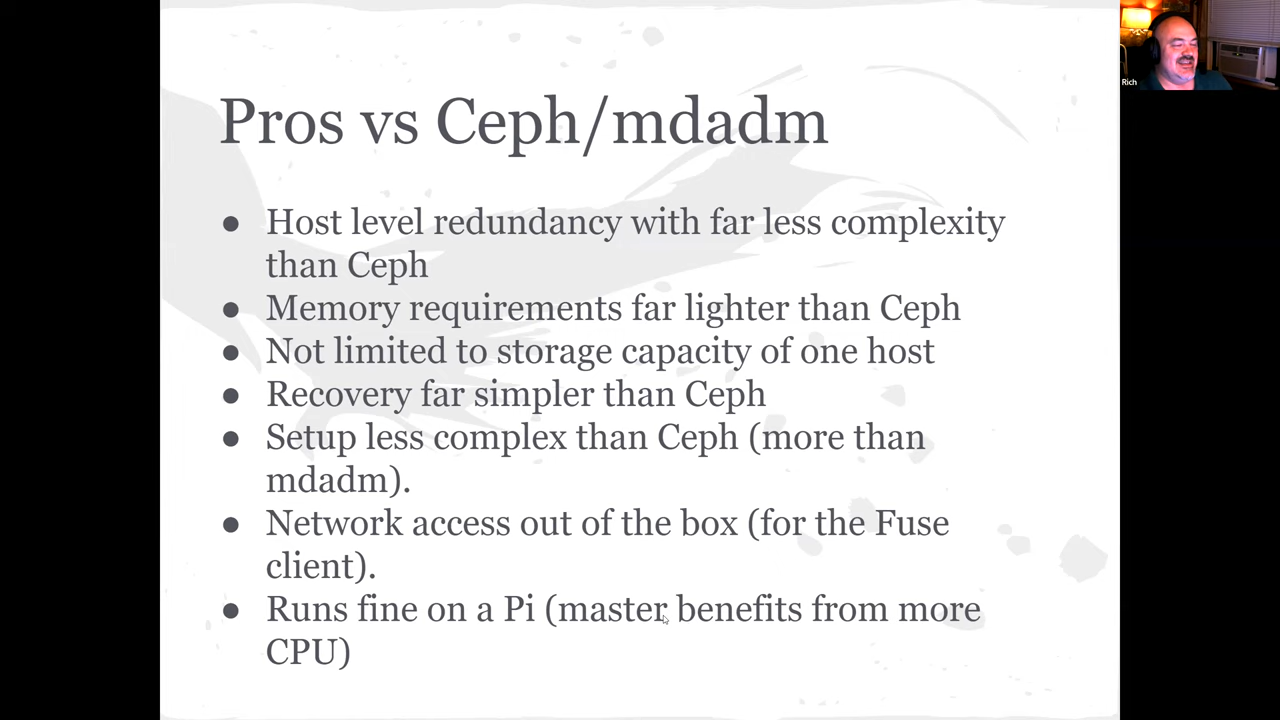 Pros vs Ceph/mdadm
● Host level redundancy with far less complexity
than Ceph
● Memory requirements far lighter than Ceph
● Not limited to storage capacity of one host
● Recovery far simpler than Ceph
● Setup less complex than Ceph (more than
mdadm).
● Network access out of the box (for the Fuse
client).
● Runs fine on a Pi (master benefits from more
CPU)
Rich